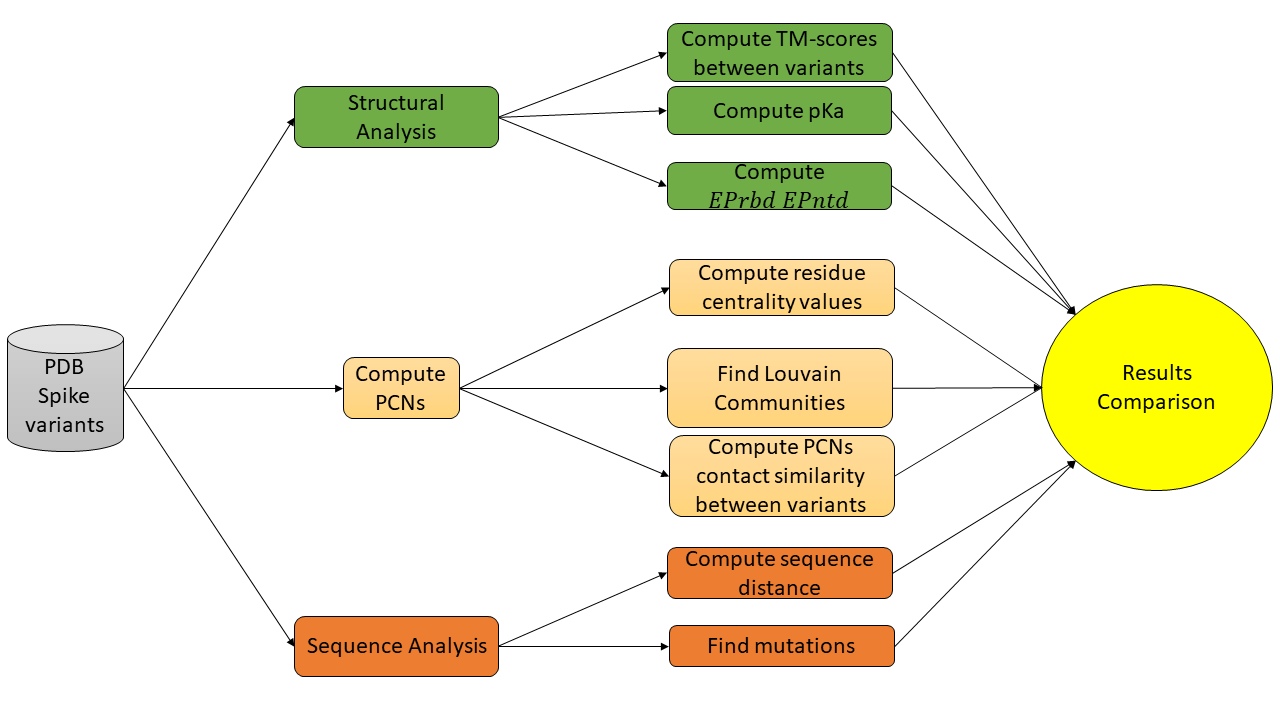 PDB
Spike
variants
Structural
Analysis
Compute
PCNs
Sequence Analysis
Compute TM-scores
between variants
Compute pKa
Compute
EPrbd EPntd
Compute residue
centrality values
Find Louvain
Communities
Compute PCNs
contact similarity
between variants
Compute sequence
distance
Find mutations
Results
Comparison